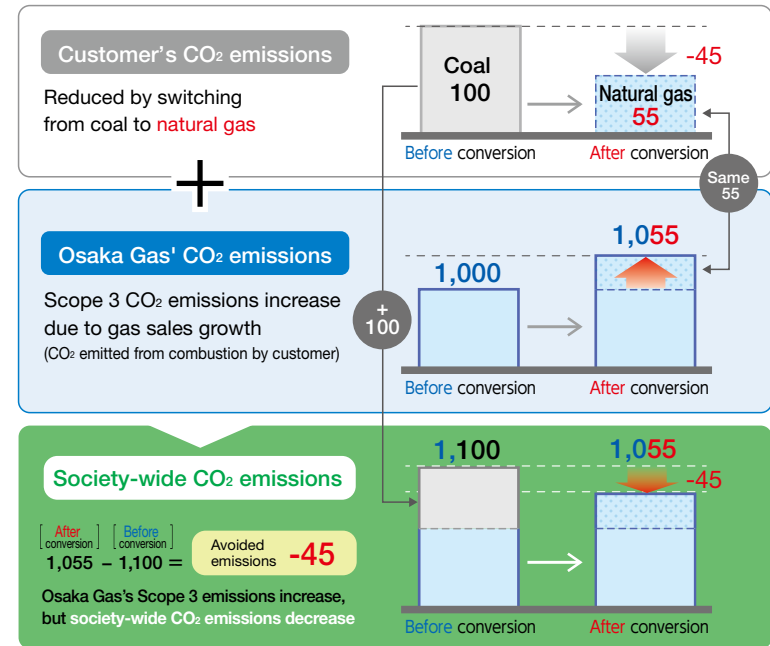 Customer's CO₂ emissions
Reduced by switching
from coal to natural gas
Coal
100
-45
Natural gas
55
Before conversion
After conversion
Same
55
+
Osaka Gas' CO₂ emissions
Scope 3 CO₂ emissions increase
due to gas sales growth
(CO₂ emitted from combustion by customer)
+
100
1,000
1,055
Before conversion
After conversion
Society-wide CO₂ emissions
[After conversion] [Before conversion]
1,055 – 1,100 =
Avoided
emissions
-45
Osaka Gas's Scope 3 emissions increase,
but society-wide CO₂ emissions decrease
1,100
1,055
-45
Before conversion
After conversion